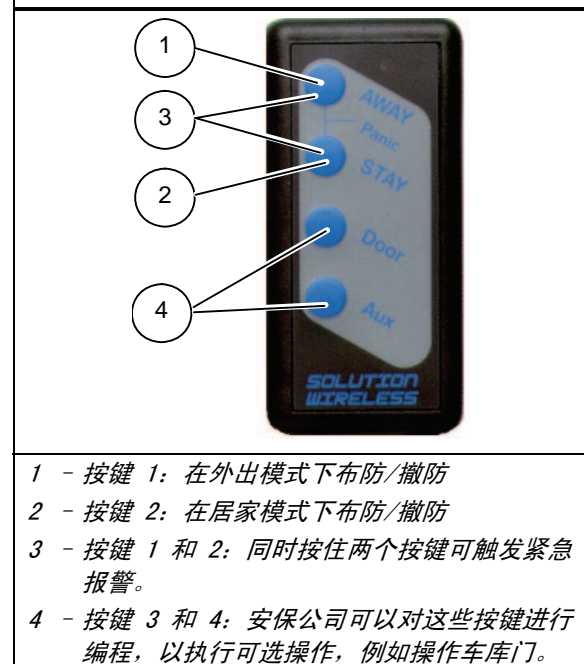 1
3
2
4
AWAY
Panic
STAY
Door
Aux
SOLUTION
WIRELESS
1 - 按键 1: 在外出模式下布防/撤防
2 - 按键 2: 在居家模式下布防/撤防
3 - 按键 1 和 2: 同时按住两个按键可触发紧急
报警。
4 - 按键 3 和 4: 安保公司可以对这些按键进行
编程，以执行可选操作，例如操作车库门。